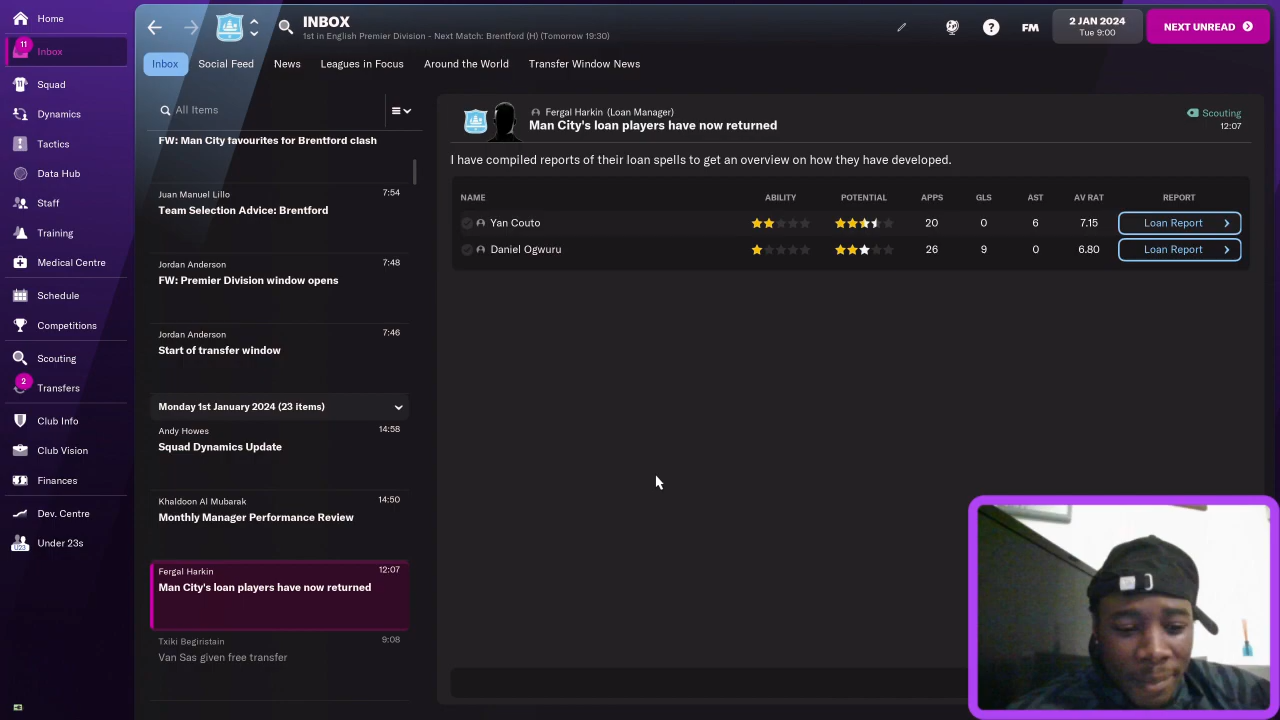 Home
INBOX
1st in English Premier Division - Next Match: Brentford (H) (Tomorrow 19:30)
?
FM
2 JAN 2024
Tue 9:00
NEXT UNREAD
11
Inbox
Squad
Dynamics
Tactics
Data Hub
Staff
Training
Medical Centre
Schedule
Competitions
Scouting
2
Transfers
Club Info
Club Vision
Finances
Dev. Centre
U23
Under 23s
Inbox
Social Feed
News
Leagues in Focus
Around the World
Transfer Window News
All Items
FW: Man City favourites for Brentford clash
Juan Manuel Lillo 7:54
Team Selection Advice: Brentford
Jordan Anderson 7:48
FW: Premier Division window opens
Jordan Anderson 7:46
Start of transfer window
Monday 1st January 2024 (23 items)
Andy Howes 14:58
Squad Dynamics Update
Khaldoon Al Mubarak 14:50
Monthly Manager Performance Review
Fergal Harkin 12:07
Man City's loan players have now returned
Txiki Begiristain 9:08
Van Sas given free transfer
Fergal Harkin (Loan Manager)
Man City's loan players have now returned
Scouting
12:07
I have compiled reports of their loan spells to get an overview on how they have developed.
NAME ABILITY POTENTIAL APPS GLS AST AV RAT REPORT
Yan Couto 20 0 6 7.15 Loan Report
Daniel Ogwuru 26 9 0 6.80 Loan Report